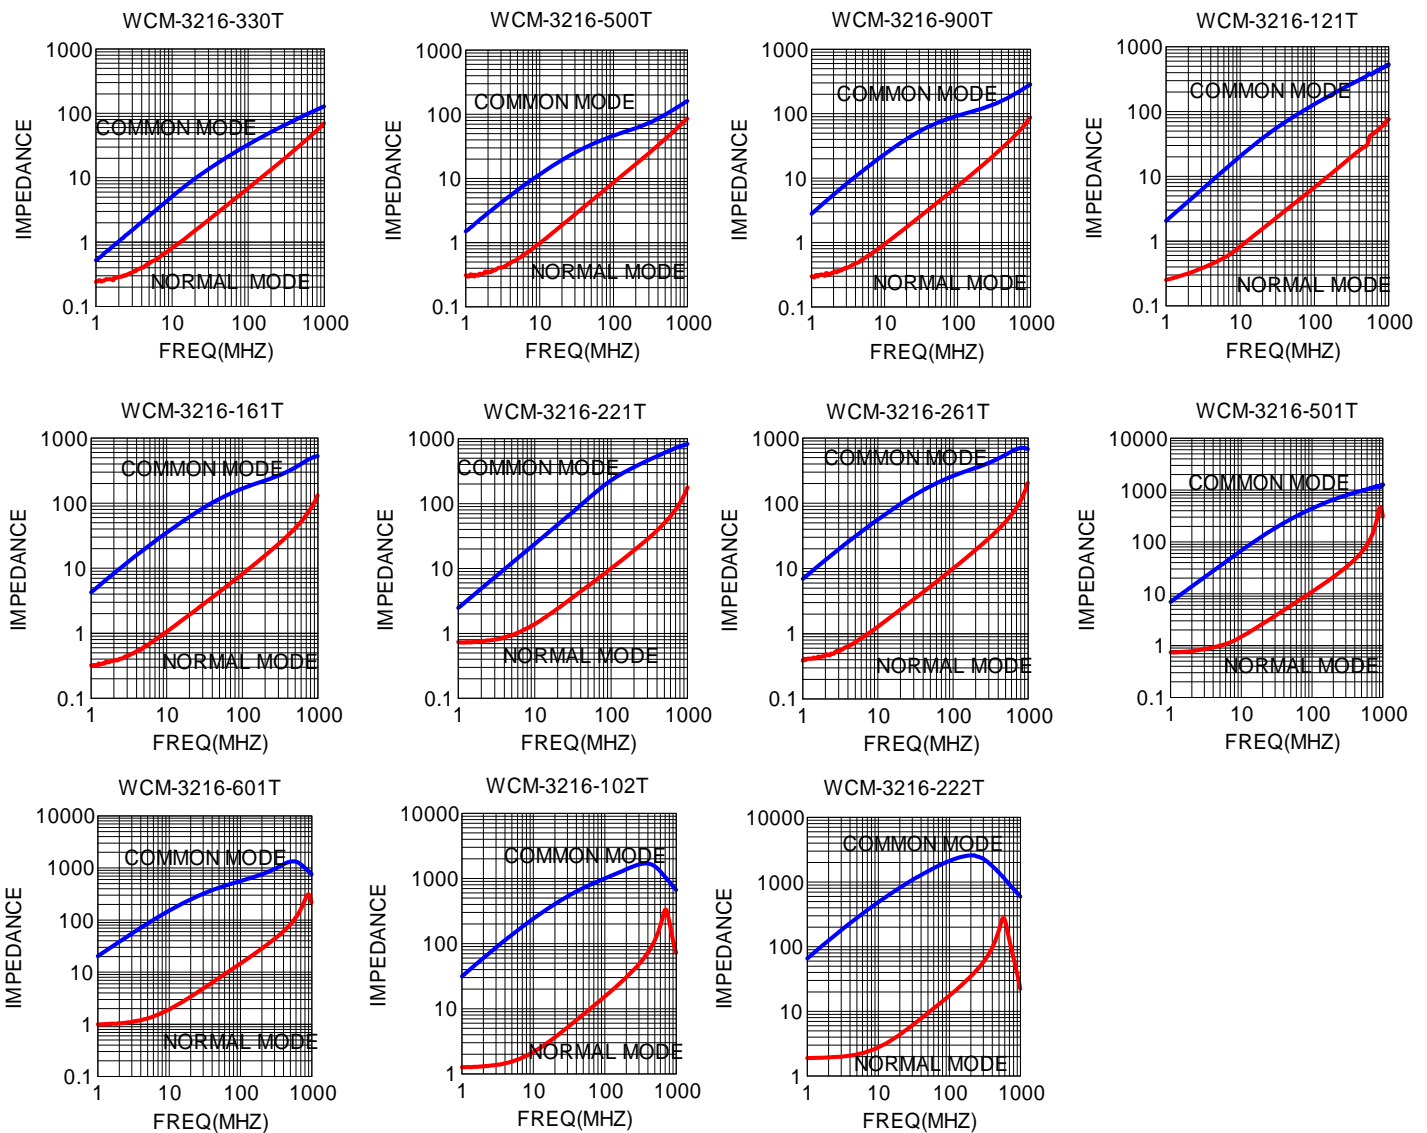 WCM-3216-330T
1000
100
10
1
0.1
IMPEDANCE
COMMON MODE
NORMAL MODE
1 10 100 1000
FREQ(MHZ)
WCM-3216-500T
1000
100
10
1
0.1
IMPEDANCE
COMMON MODE
NORMAL MODE
1 10 100 1000
FREQ(MHZ)
WCM-3216-900T
1000
100
10
1
0.1
IMPEDANCE
COMMON MODE
NORMAL MODE
1 10 100 1000
FREQ(MHZ)
WCM-3216-121T
1000
100
10
1
0.1
IMPEDANCE
COMMON MODE
NORMAL MODE
1 10 100 1000
FREQ(MHZ)
WCM-3216-161T
1000
100
10
1
0.1
IMPEDANCE
COMMON MODE
NORMAL MODE
1 10 100 1000
FREQ(MHZ)
WCM-3216-221T
1000
100
10
1
0.1
IMPEDANCE
COMMON MODE
NORMAL MODE
1 10 100 1000
FREQ(MHZ)
WCM-3216-261T
1000
100
10
1
0.1
IMPEDANCE
COMMON MODE
NORMAL MODE
1 10 100 1000
FREQ(MHZ)
WCM-3216-501T
10000
1000
100
10
1
0.1
IMPEDANCE
COMMON MODE
NORMAL MODE
1 10 100 1000
FREQ(MHZ)
WCM-3216-601T
10000
1000
100
10
1
0.1
IMPEDANCE
COMMON MODE
NORMAL MODE
1 10 100 1000
FREQ(MHZ)
WCM-3216-102T
10000
1000
100
10
1
IMPEDANCE
COMMON MODE
NORMAL MODE
1 10 100 1000
FREQ(MHZ)
WCM-3216-222T
10000
1000
100
10
1
IMPEDANCE
COMMON MODE
NORMAL MODE
1 10 100 1000
FREQ(MHZ)